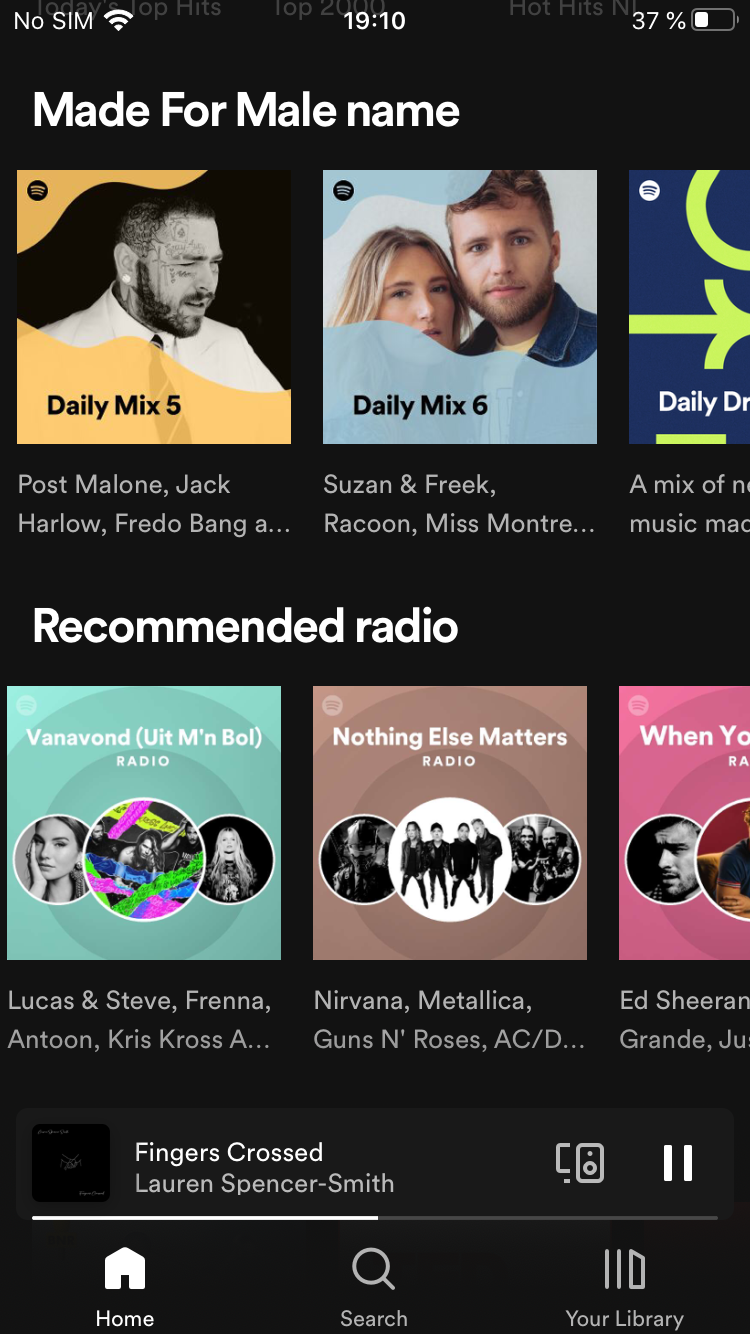 Today's Top Hits Top 2000 Hot Hits NL
No SIM 19:10 37 %
Made For Male name
Daily Mix 5
Daily Mix 6
Daily Dr
Post Malone, Jack
Harlow, Fredo Bang a...
Suzan & Freek,
Racoon, Miss Montre...
A mix of ne
music mad
Recommended radio
Vanavond (Uit M'n Bol)
RADIO
Nothing Else Matters
RADIO
When Yo
RA
Lucas & Steve, Frenna,
Antoon, Kris Kross A...
Nirvana, Metallica,
Guns N' Roses, AC/D...
Ed Sheeran
Grande, Jus
Fingers Crossed
Lauren Spencer-Smith
Home
Search
Your Library